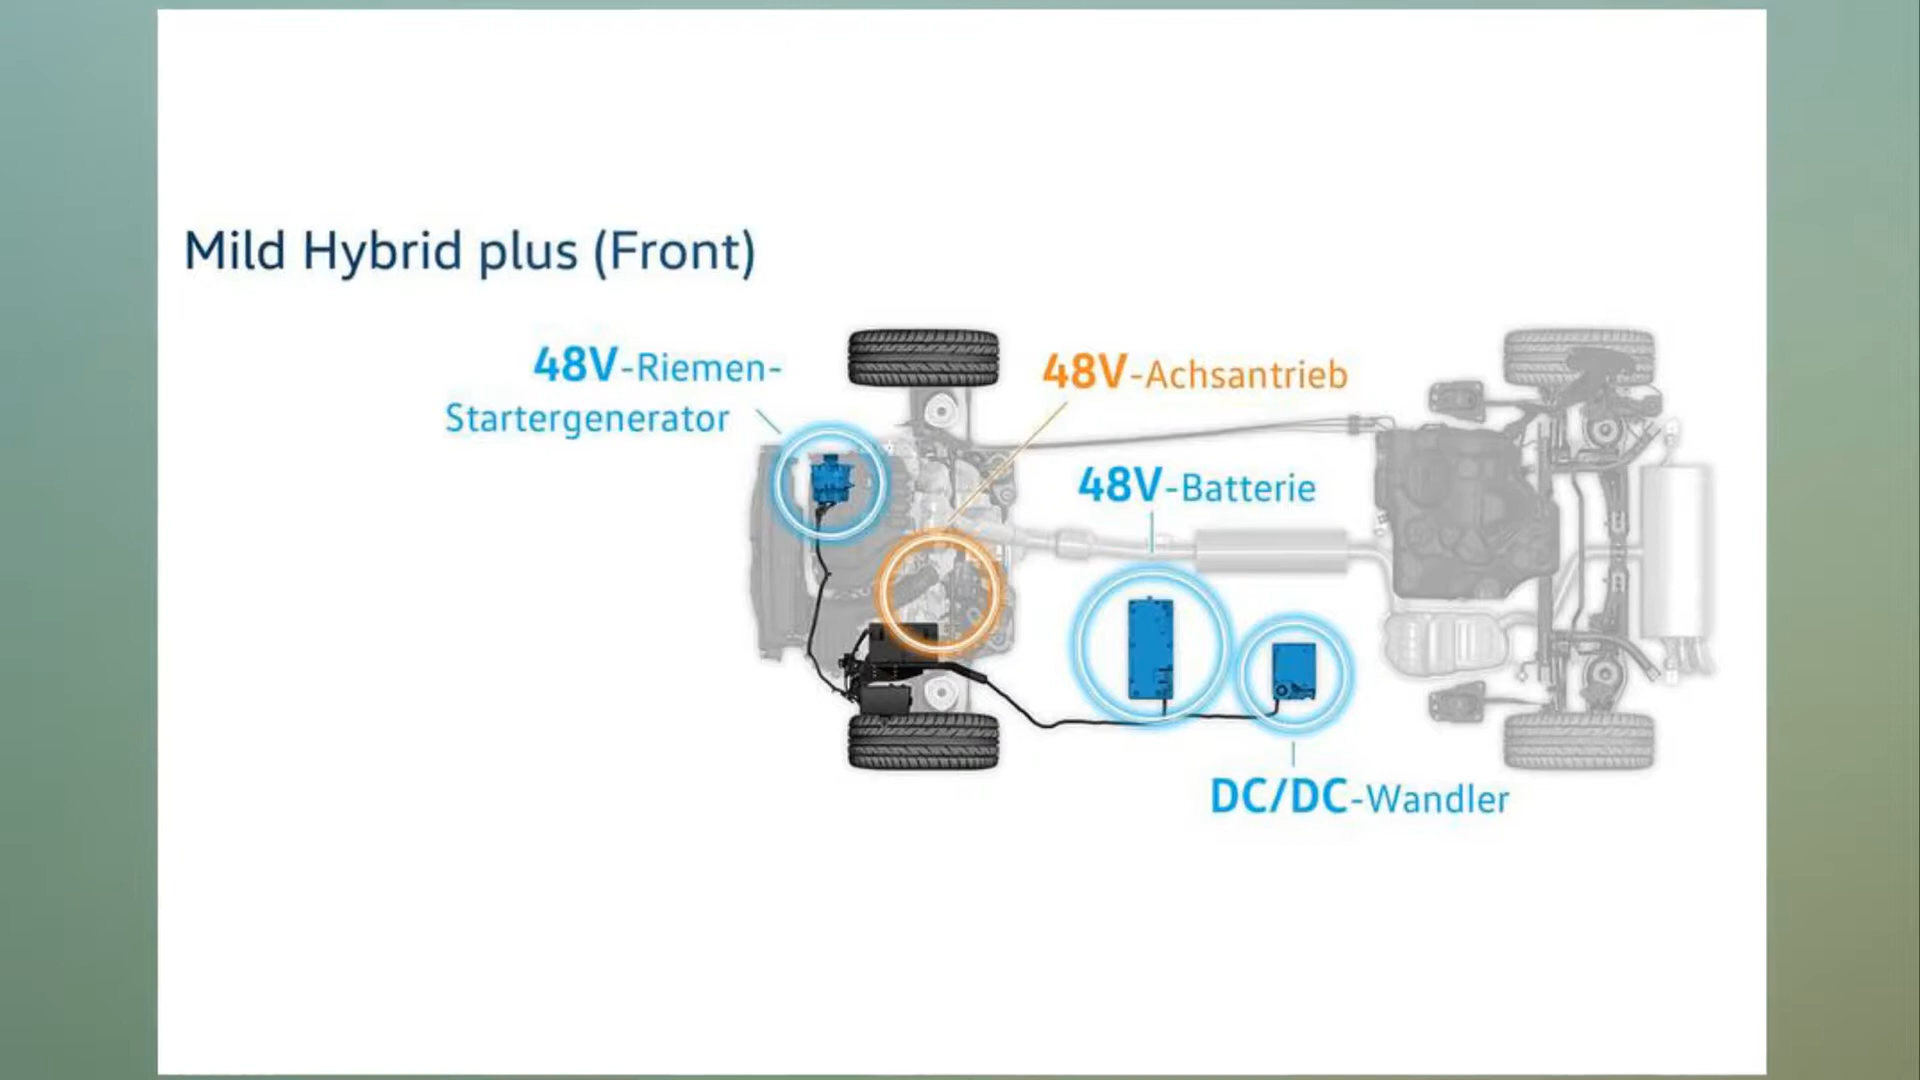 Mild Hybrid plus (Front)
48V-Riemen-
Startergenerator
48V-Achsantrieb
48V-Batterie
DC/DC-Wandler